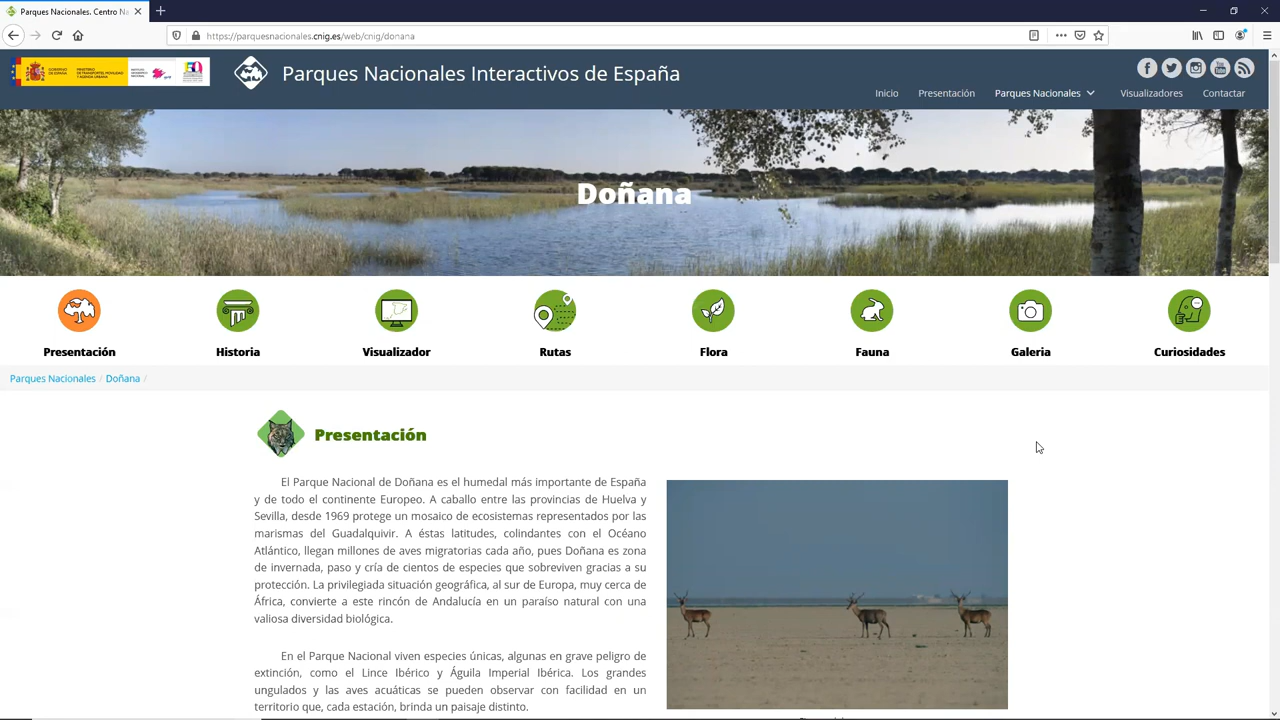 Parques Nacionales. Centro Na
https://parquesnacionales.cnig.es/web/cnig/donana
Parques Nacionales Interactivos de España
Inicio
Presentación
Parques Nacionales
Visualizadores
Contactar
Doñana
Presentación
Historia
Visualizador
Rutas
Flora
Fauna
Galeria
Curiosidades
Parques Nacionales / Doñana /
Presentación
El Parque Nacional de Doñana es el humedal más importante de España
y de todo el continente Europeo. A caballo entre las provincias de Huelva y
Sevilla, desde 1969 protege un mosaico de ecosistemas representados por las
marismas del Guadalquivir. A éstas latitudes, colindantes con el Océano
Atlántico, llegan millones de aves migratorias cada año, pues Doñana es zona
de invernada, paso y cría de cientos de especies que sobreviven gracias a su
protección. La privilegiada situación geográfica, al sur de Europa, muy cerca de
África, convierte a este rincón de Andalucía en un paraíso natural con una
valiosa diversidad biológica.
En el Parque Nacional viven especies únicas, algunas en grave peligro de
extinción, como el Lince Ibérico y Águila Imperial Ibérica. Los grandes
ungulados y las aves acuáticas se pueden observar con facilidad en un
territorio que, cada estación, brinda un paisaje distinto.